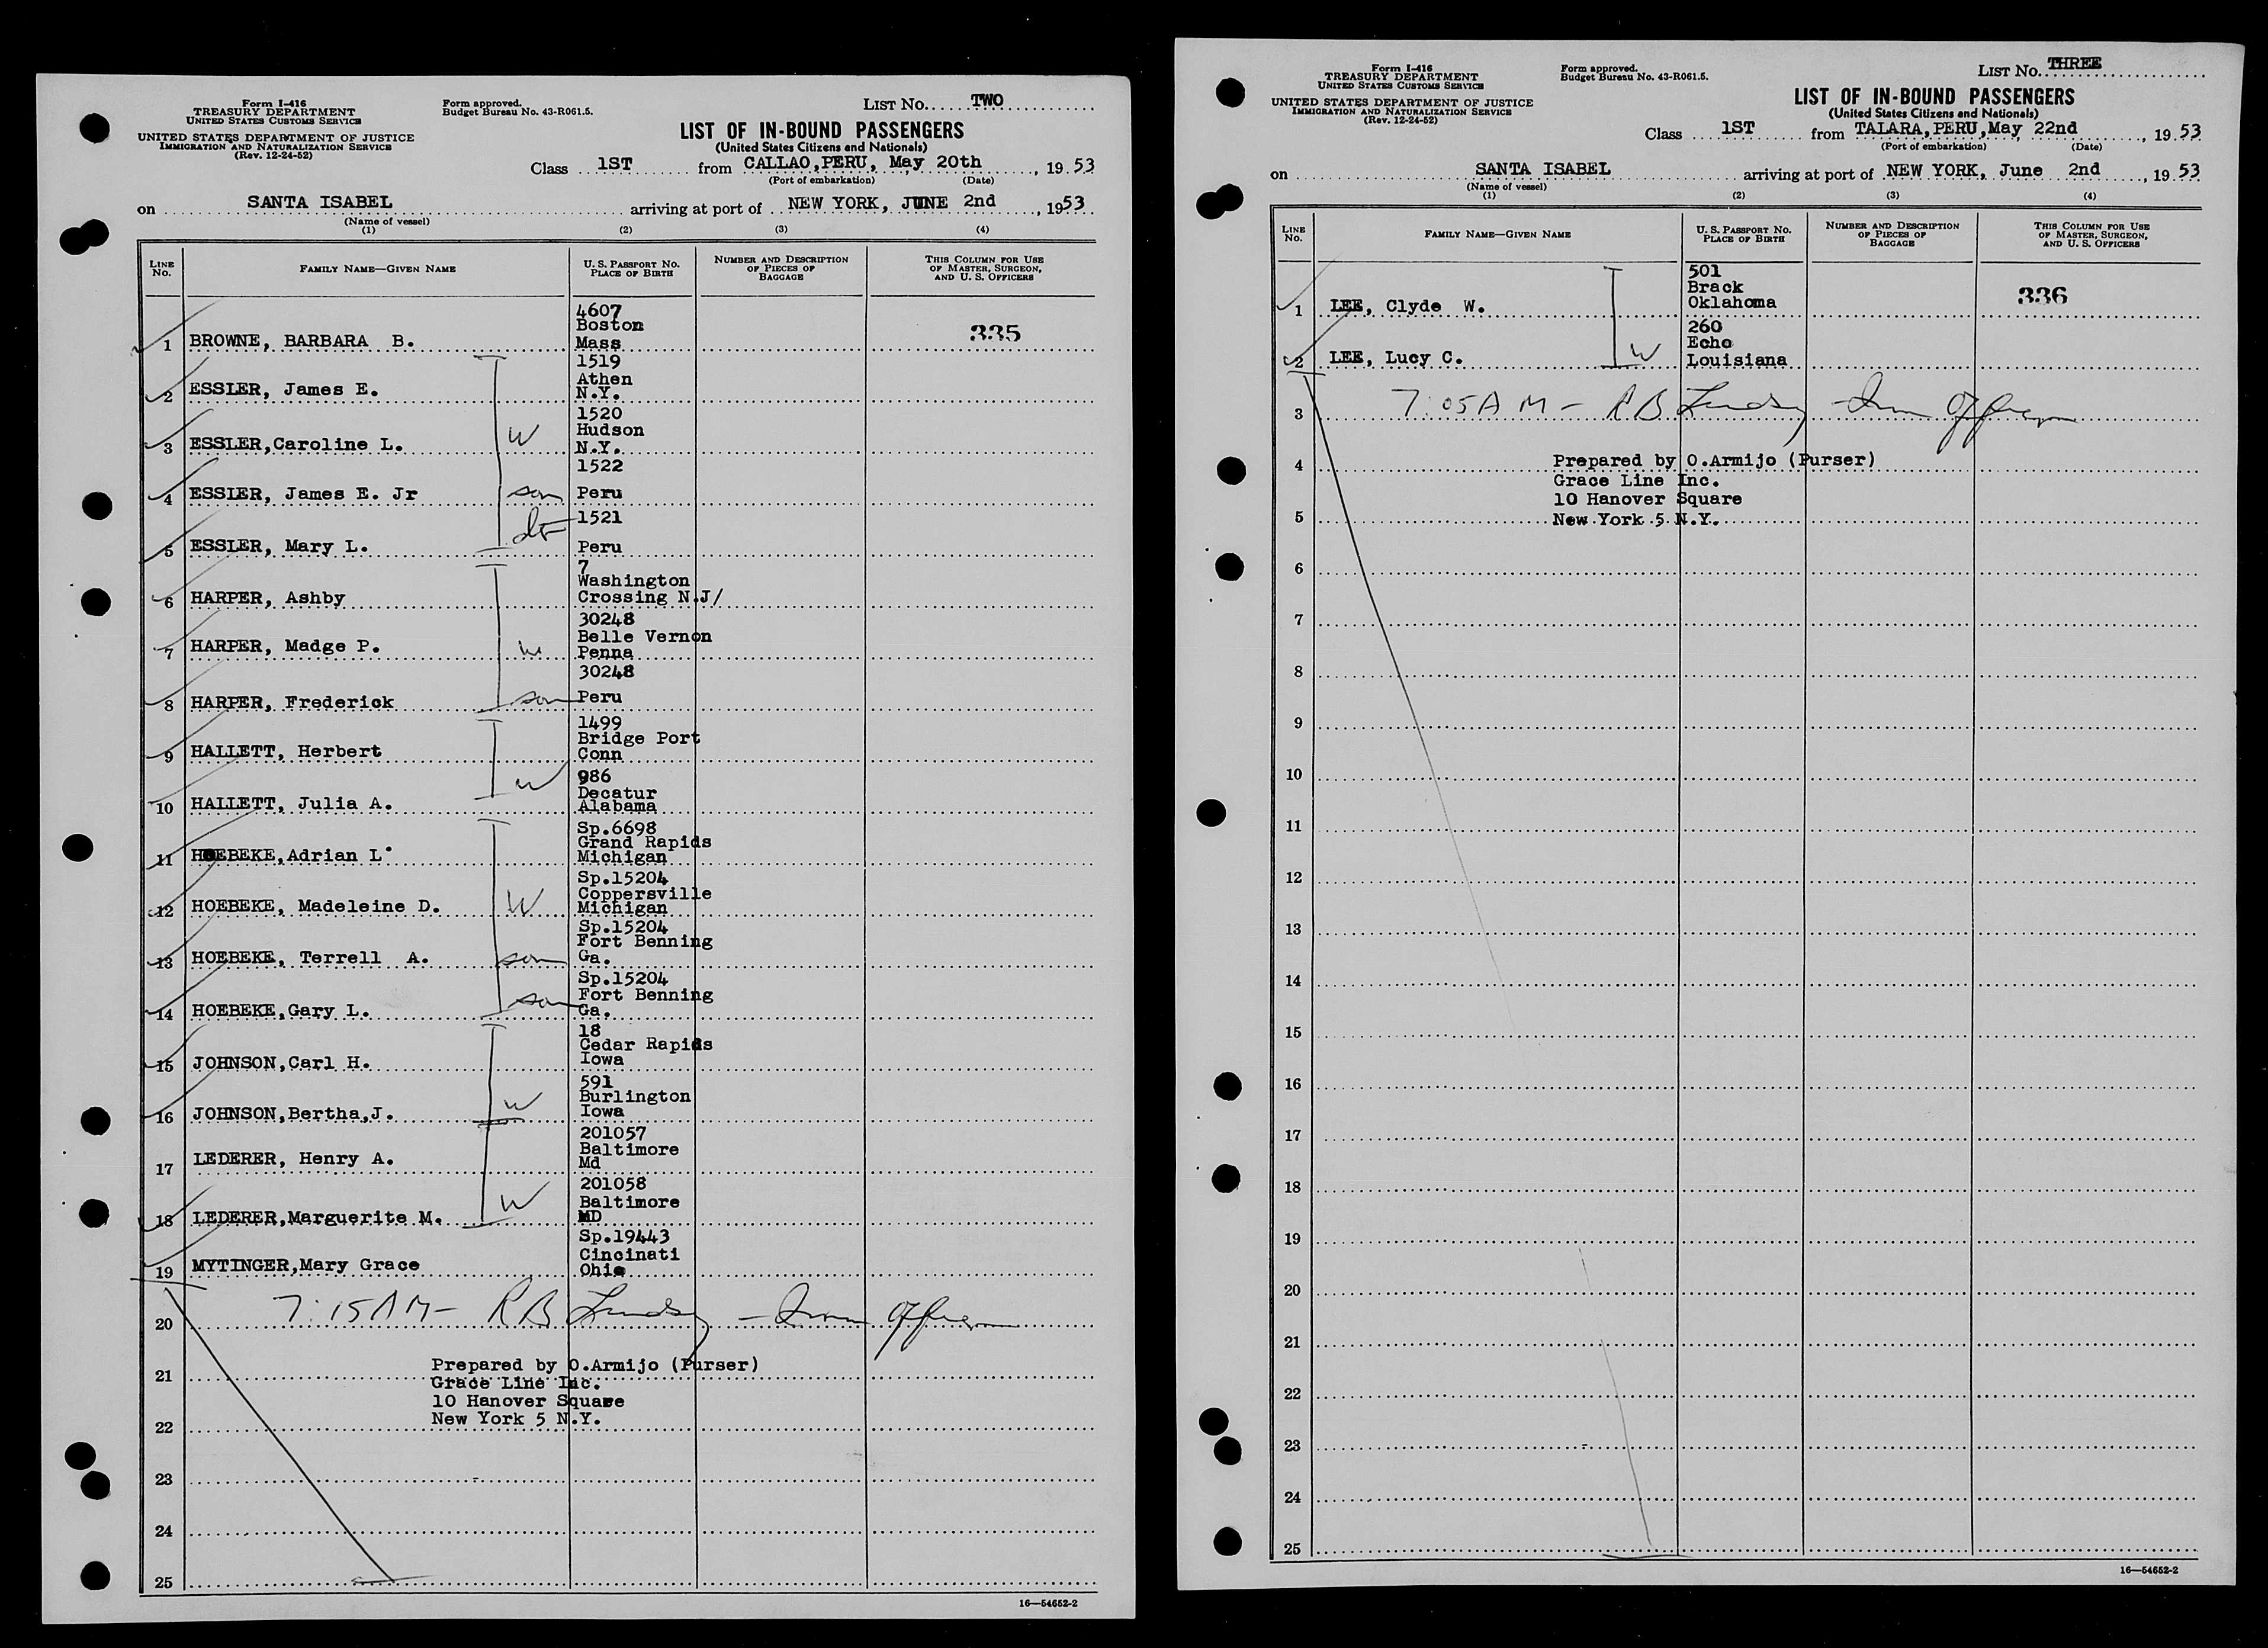 Form I-416
TREASURY DEPARTMENT
UNITED STATES CUSTOMS SERVICE
UNITED STATES DEPARTMENT OF JUSTICE
IMMIGRATION AND NATURALIZATION SERVICE
(Rev. 12-24-52)
Form approved.
Budget Bureau No. 43-R061.5.
LIST No. TWO
LIST OF IN-BOUND PASSENGERS
(United States Citizens and Nationals)
Class 1ST from CALLAO,PERU, May 20th, 1953
(Port of embarkation) (Date)
on SANTA ISABEL arriving at port of NEW YORK, JUNE 2nd, 1953
(Name of vessel)
(1) (2) (3) (4)
LINE No. FAMILY NAME—GIVEN NAME U. S. PASSPORT No. PLACE OF BIRTH NUMBER AND DESCRIPTION OF PIECES OF BAGGAGE THIS COLUMN FOR USE OF MASTER, SURGEON, AND U. S. OFFICERS
335
1 BROWNE, BARBARA B. 4607 Boston Mass
2 ESSLER, James E. 1519 Athen N.Y.
3 ESSLER,Caroline L. W 1520 Hudson N.Y.
4 ESSLER, James E. Jr son 1522 Peru
5 ESSLER, Mary L. dt 1521 Peru
6 HARPER, Ashby 7 Washington Crossing N.J/
7 HARPER, Madge P. W 30248 Belle Vernon Penna
8 HARPER, Frederick son 30248 Peru
9 HALLETT, Herbert 1499 Bridge Port Conn
10 HALLETT, Julia A. W 986 Decatur Alabama
11 HOEBEKE,Adrian L. Sp.6698 Grand Rapids Michigan
12 HOEBEKE, Madeleine D. W Sp.15204 Coppersville Michigan
13 HOEBEKE, Terrell A. son Sp.15204 Fort Benning Ga.
14 HOEBEKE,Gary L. son Sp.15204 Fort Benning Ga.
15 JOHNSON,Carl H. 18 Cedar Rapids Iowa
16 JOHNSON,Bertha,J. W 591 Burlington Iowa
17 LEDERER, Henry A. 201057 Baltimore Md
18 LEDERER,Marguerite M. W 201058 Baltimore MD
19 MYTINGER,Mary Grace Sp.19443 Cincinati Ohio
20 7:15AM- RB Lindsy - Imm Officer
21 Prepared by O.Armijo (Purser)
Grace Line Inc.
10 Hanover Square
22 New York 5 N.Y.
23
24
25
16—54652-2
Form I-416
TREASURY DEPARTMENT
UNITED STATES CUSTOMS SERVICE
UNITED STATES DEPARTMENT OF JUSTICE
IMMIGRATION AND NATURALIZATION SERVICE
(Rev. 12-24-52)
Form approved.
Budget Bureau No. 43-R061.5.
LIST No. THREE
LIST OF IN-BOUND PASSENGERS
(United States Citizens and Nationals)
Class 1ST from TALARA,PERU,May 22nd, 1953
(Port of embarkation) (Date)
on SANTA ISABEL arriving at port of NEW YORK, June 2nd, 1953
(Name of vessel)
(1) (2) (3) (4)
LINE No. FAMILY NAME—GIVEN NAME U. S. PASSPORT No. PLACE OF BIRTH NUMBER AND DESCRIPTION OF PIECES OF BAGGAGE THIS COLUMN FOR USE OF MASTER, SURGEON, AND U. S. OFFICERS
336
1 LEE, Clyde W. 501 Brack Oklahoma
2 LEE, Lucy C. W 260 Echo Louisiana
3 7:05AM- RB Lindsy - Imm Officer
4 Prepared by O.Armijo (Purser)
Grace Line Inc.
10 Hanover Square
5 New York 5 N.Y.
6
7
8
9
10
11
12
13
14
15
16
17
18
19
20
21
22
23
24
25
16—54652-2